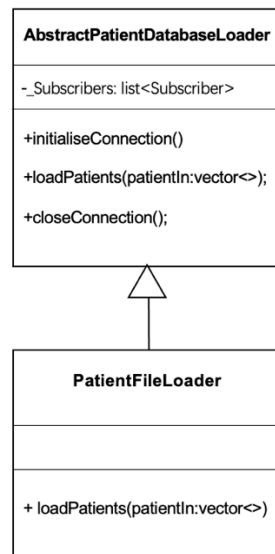 AbstractPatientDatabaseLoader
-_Subscribers: list<Subscriber>
+initialiseConnection()
+loadPatients(patientIn:vector<>);
+closeConnection();
PatientFileLoader
+ loadPatients(patientIn:vector<>)